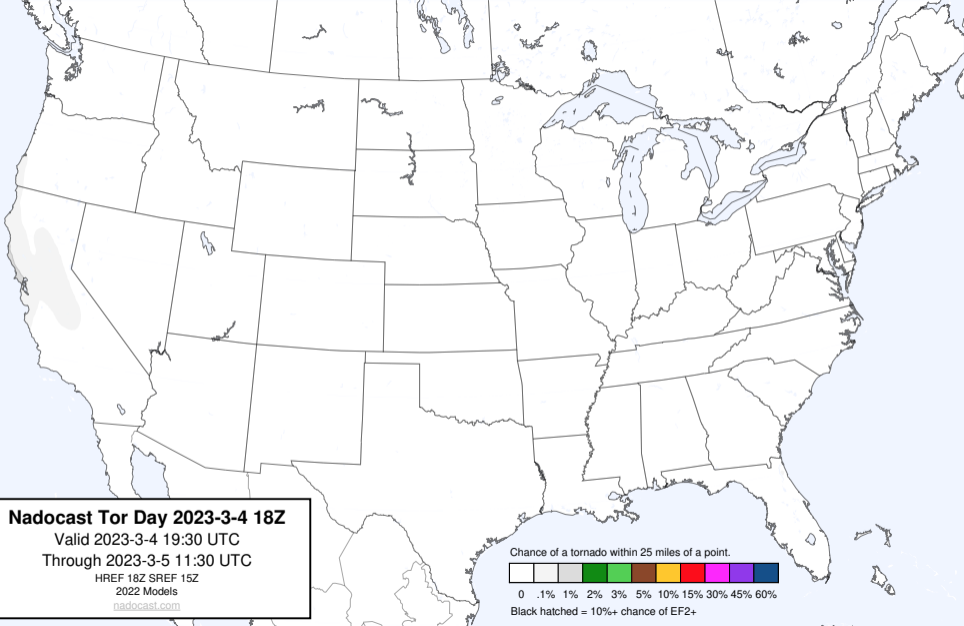 Nadocast Tor Day 2023-3-4 18Z
Valid 2023-3-4 19:30 UTC
Through 2023-3-5 11:30 UTC
HREF 18Z SREF 15Z
2022 Models
nadocast.com
Chance of a tornado within 25 miles of a point.
0 .1% 1% 2% 3% 5% 10% 15% 30% 45% 60%
Black hatched = 10%+ chance of EF2+